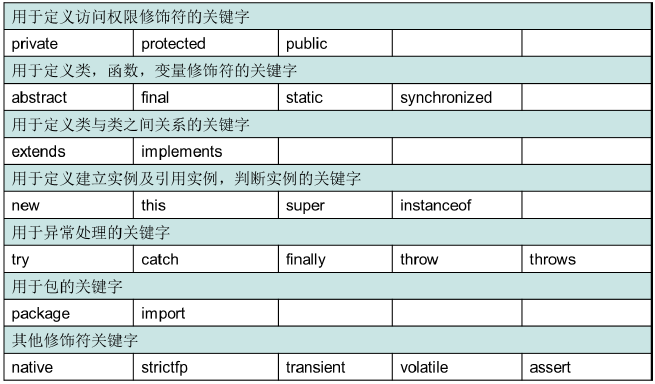 用于定义访问权限修饰符的关键字
private protected public
用于定义类，函数，变量修饰符的关键字
abstract final static synchronized
用于定义类与类之间关系的关键字
extends implements
用于定义建立实例及引用实例，判断实例的关键字
new this super instanceof
用于异常处理的关键字
try catch finally throw throws
用于包的关键字
package import
其他修饰符关键字
native strictfp transient volatile assert